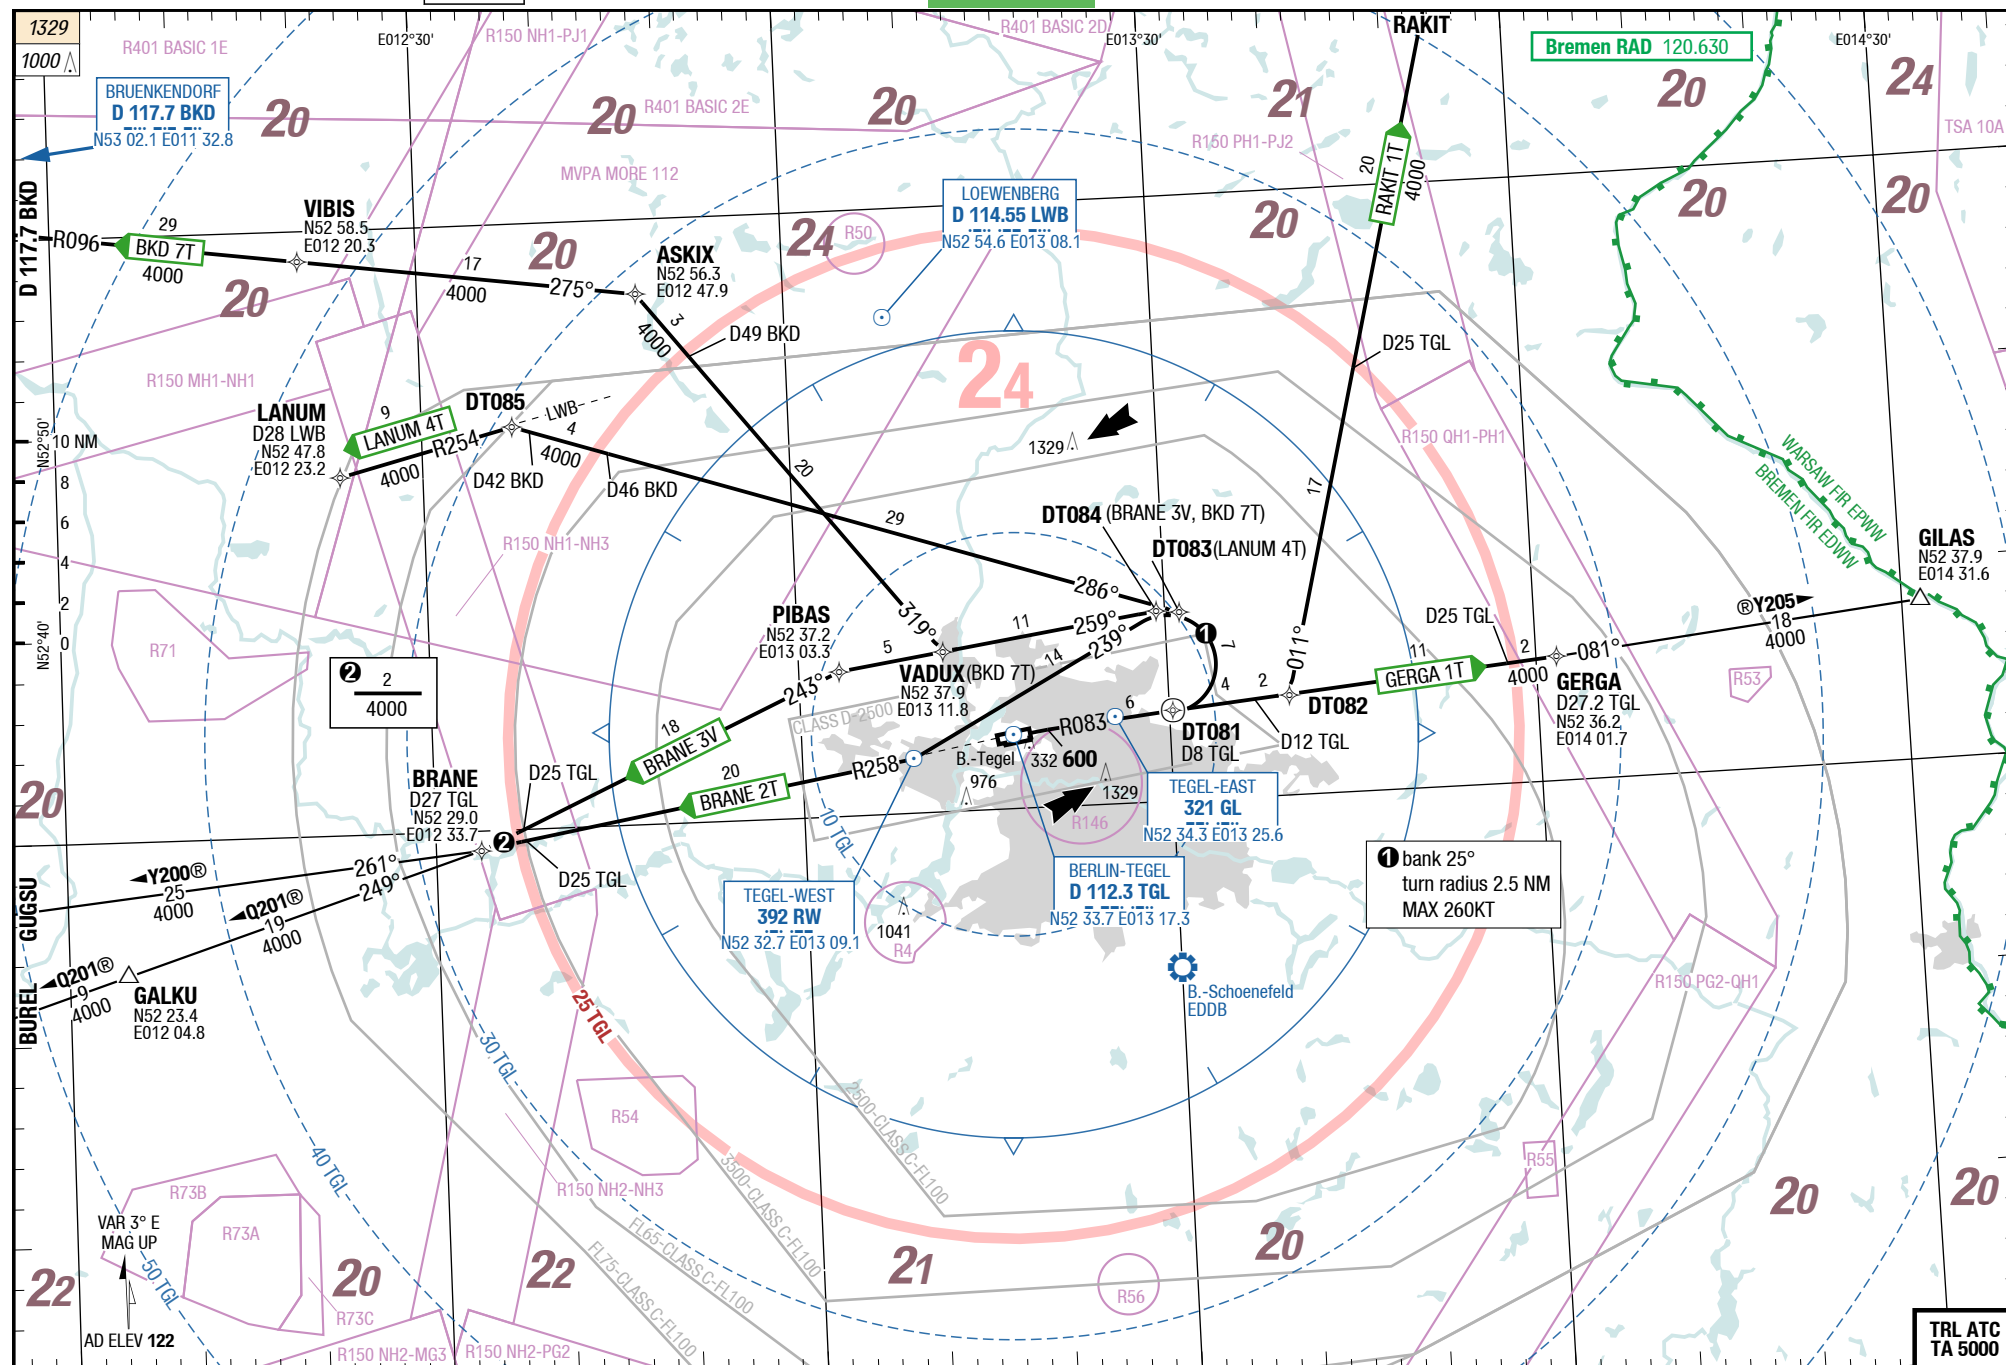 1329
1000
R401 BASIC 1E
E012°30'
R150 NH1-PJ1
R401 BASIC 2D
E013°30'
RAKIT
Bremen RAD 120.630
E014°30'
BRUENKENDORF
D 117.7 BKD
N53 02.1 E011 32.8
20
20
R401 BASIC 2E
20
21
20
24
R150 PH1-PJ2
TSA 10A
MVPA MORE 112
LOEWENBERG
D 114.55 LWB
N52 54.6 E013 08.1
20
RAKIT 1T
4000
20
20
20
D 117.7 BKD
R096
29
BKD 7T
4000
VIBIS
N52 58.5
E012 20.3
17
4000
275°
20
ASKIX
N52 56.3
E012 47.9
24
R50
20
3
4000
D49 BKD
D25 TGL
24
R150 MH1-NH1
LANUM
D28 LWB
N52 47.8
E012 23.2
9
LANUM 4T
R254
4000
DT085
LWB
4
4000
D42 BKD
D46 BKD
20
1329
R150 QH1-PH1
WARSAW FIR EPWW
BREMEN FIR EDWW
N52°50'
10 NM
8
6
4
2
0
N52°40'
29
17
R150 NH1-NH3
DT084 (BRANE 3V, BKD 7T)
DT083 (LANUM 4T)
286°
GILAS
N52 37.9
E014 31.6
R71
PIBAS
N52 37.2
E013 03.3
319°
11
259°
239°
5
14
1
7
011°
D25 TGL
®Y205
18
4000
2
2
4000
VADUX (BKD 7T)
N52 37.9
E013 11.8
243°
4
2
11
GERGA 1T
2
4000
081°
GERGA
D27.2 TGL
N52 36.2
E014 01.7
R53
CLASS D-2500
18
BRANE 3V
R083
6
DT082
DT081
D8 TGL
D12 TGL
B.-Tegel
332 600
R258
976
20
BRANE 2T
D25 TGL
BRANE
D27 TGL
N52 29.0
E012 33.7
2
20
1329
R146
TEGEL-EAST
321 GL
N52 34.3 E013 25.6
10 TGL
Y200®
25
4000
261°
Q201®
19
4000
249°
D25 TGL
TEGEL-WEST
392 RW
N52 32.7 E013 09.1
1041
R4
BERLIN-TEGEL
D 112.3 TGL
N52 33.7 E013 17.3
1 bank 25°
turn radius 2.5 NM
MAX 260KT
GUGSU
BUREL
Q201®
9
4000
GALKU
N52 23.4
E012 04.8
B.-Schoenefeld
EDDB
R150 PG2-QH1
25 TGL
30 TGL
R54
2500-CLASS C-FL100
3500-CLASS C-FL100
FL65-CLASS C-FL100
FL75-CLASS C-FL100
40 TGL
R150 NH2-NH3
R55
20
20
R73B
VAR 3° E
MAG UP
R73A
22
50 TGL
20
22
21
20
R56
R73C
AD ELEV 122
R150 NH2-MG3
R150 NH2-PG2
TRL ATC
TA 5000